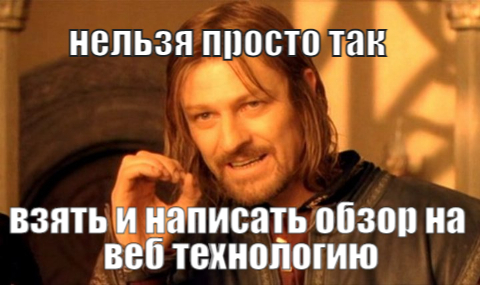 нельзя просто так
взять и написать обзор на
веб технологию